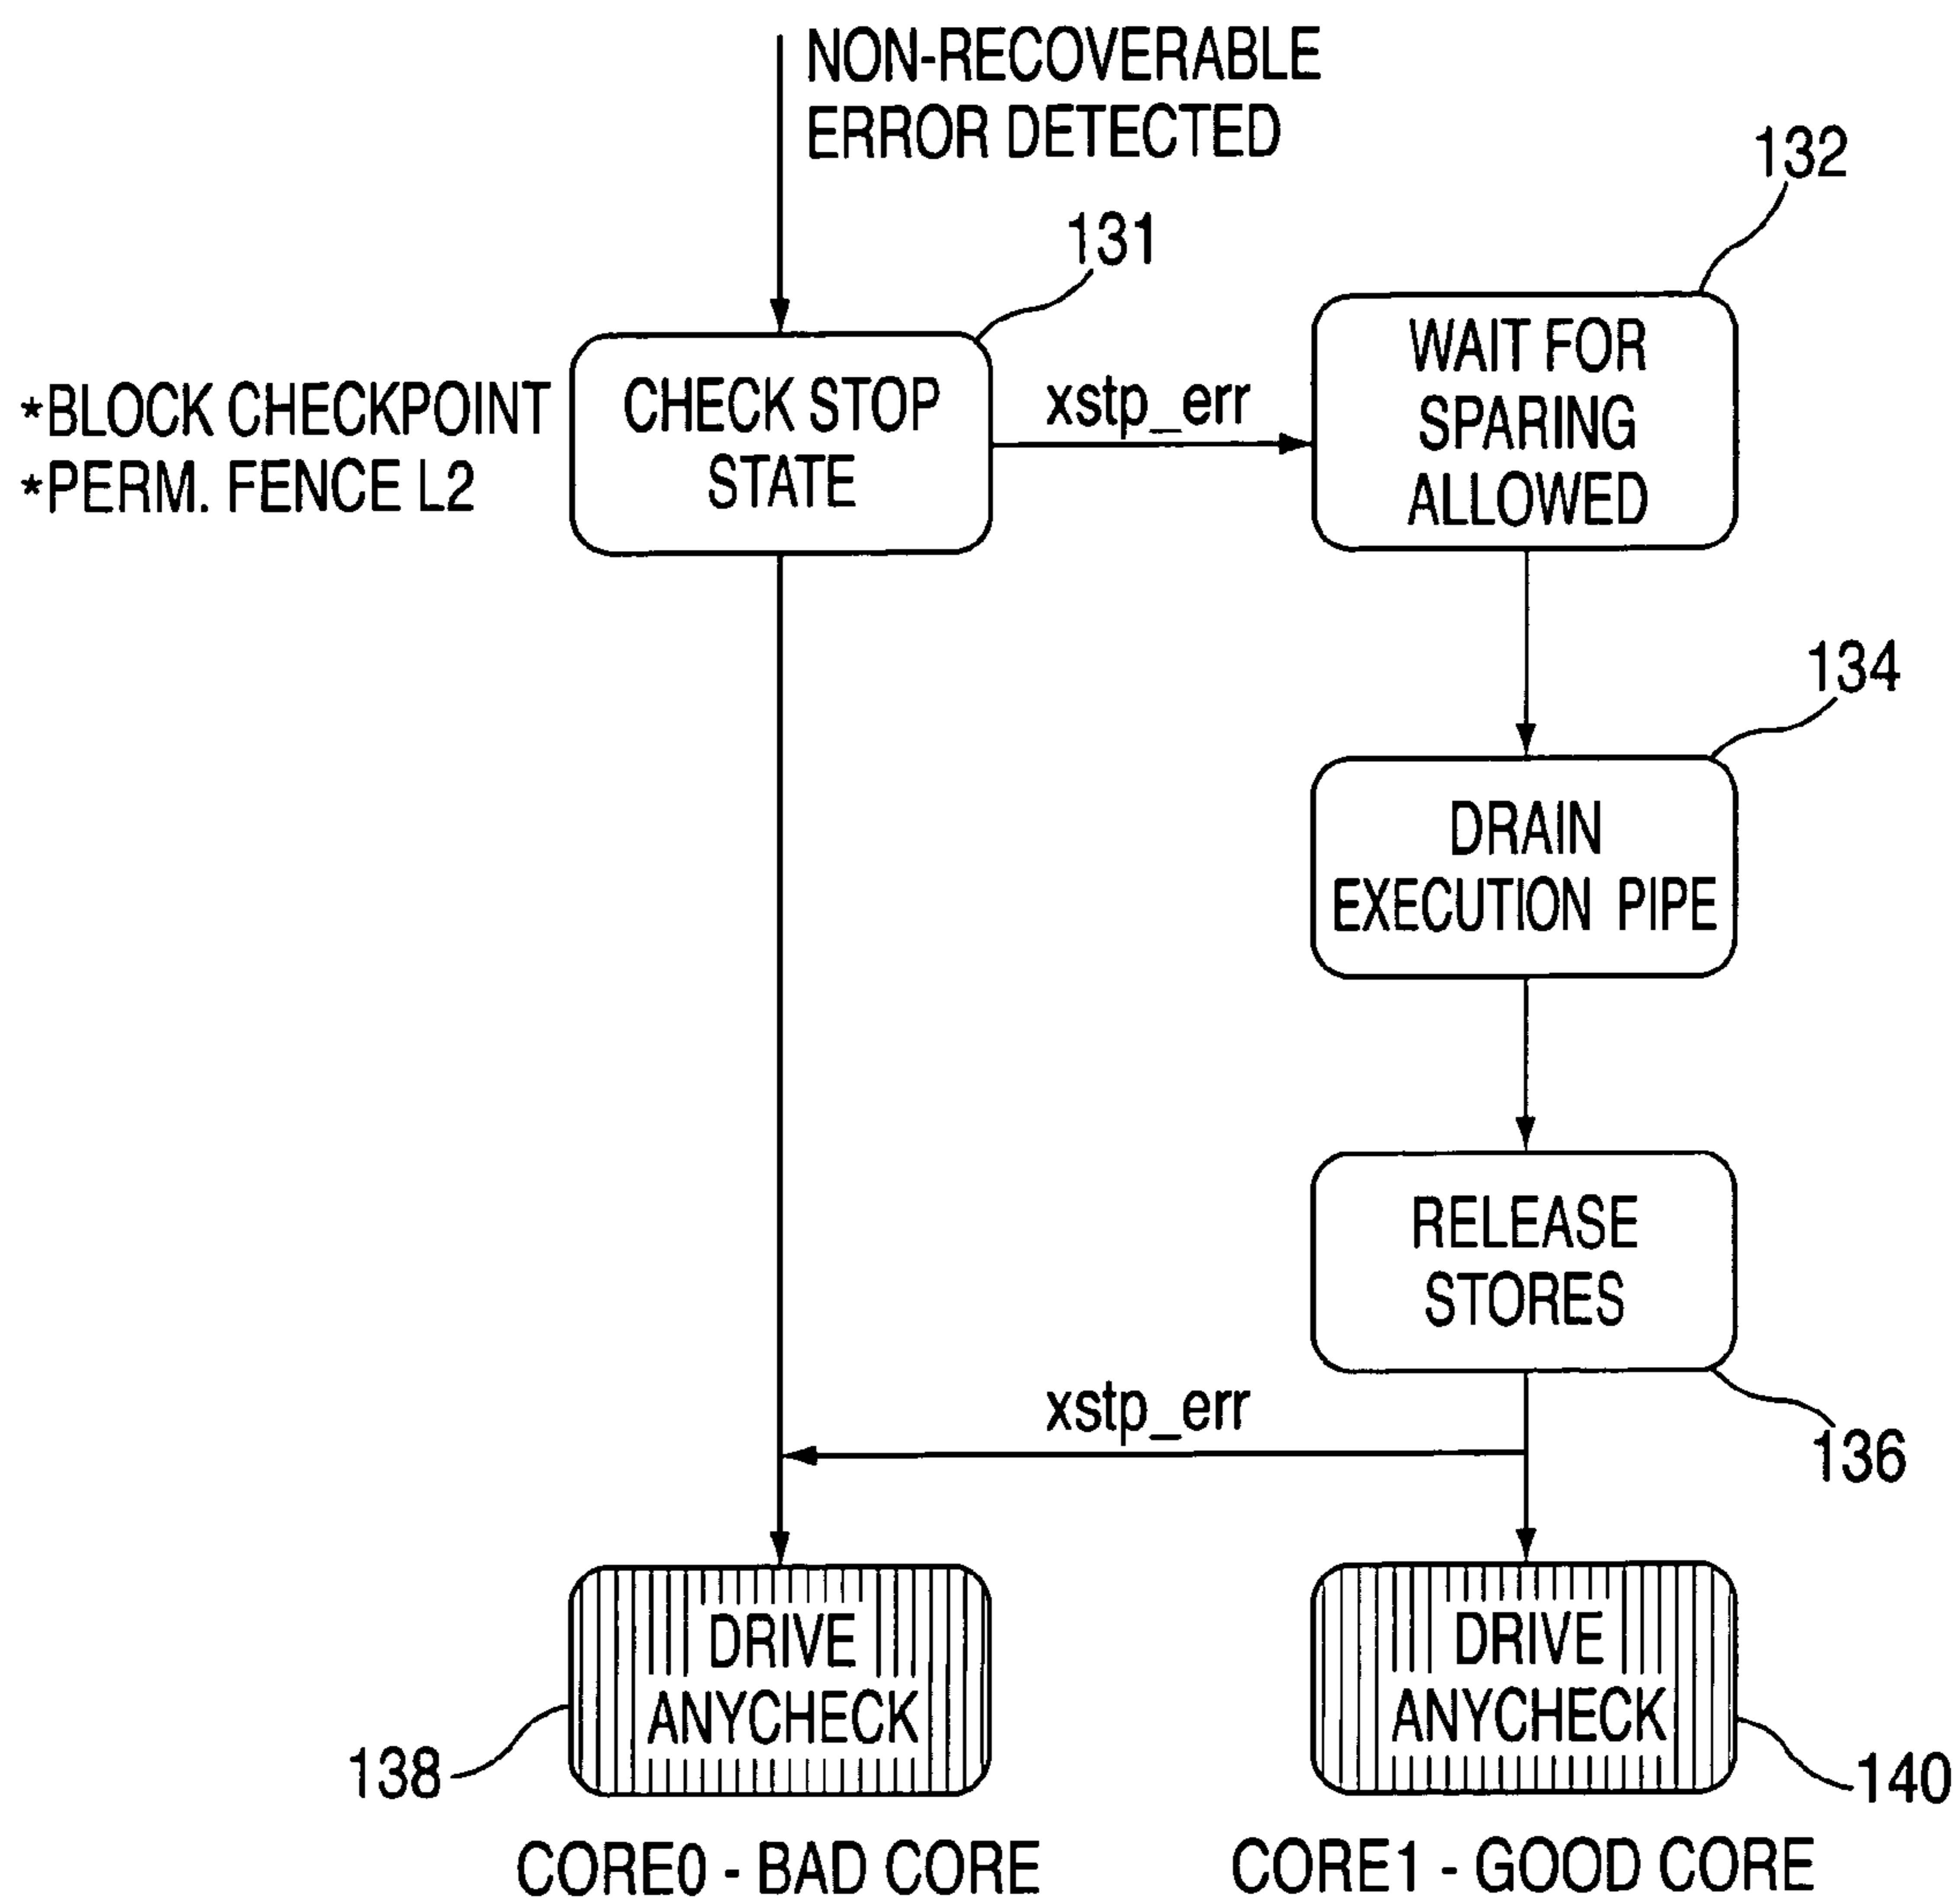 NON-RECOVERABLE
ERROR DETECTED
132
131
*BLOCK CHECKPOINT
*PERM. FENCE L2
CHECK STOP
STATE
xstp_err
WAIT FOR
SPARING
ALLOWED
134
DRAIN
EXECUTION PIPE
RELEASE
STORES
xstp_err
136
DRIVE
ANYCHECK
DRIVE
ANYCHECK
138
140
CORE0 - BAD CORE
CORE1 - GOOD CORE